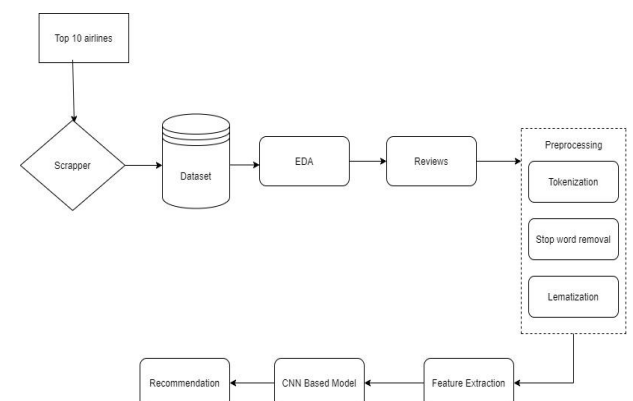 Top 10 airlines
Scrapper
Dataset
EDA
Reviews
Preprocessing
Tokenization
Stop word removal
Lematization
Feature Extraction
CNN Based Model
Recommendation